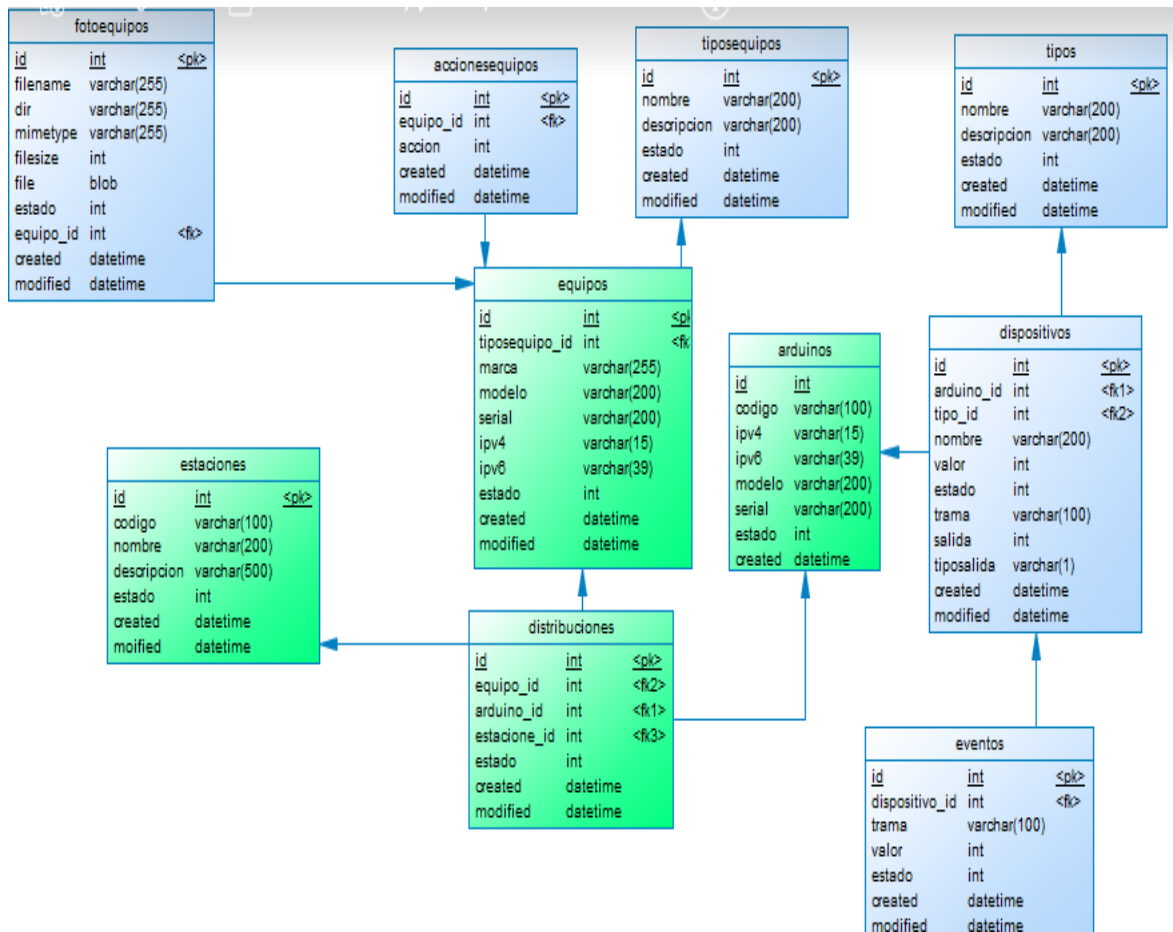 fotoequipos
id int <pk>
filename varchar(255)
dir varchar(255)
mimetype varchar(255)
filesize int
file blob
estado int
equipo_id int <fk>
created datetime
modified datetime
accionesequipos
id int <pk>
equipo_id int <fk>
accion int
created datetime
modified datetime
tiposequipos
id int <pk>
nombre varchar(200)
descripcion varchar(200)
estado int
created datetime
modified datetime
tipos
id int <pk>
nombre varchar(200)
descripcion varchar(200)
estado int
created datetime
modified datetime
equipos
id int <pk
tiposequipo_id int <fk
marca varchar(255)
modelo varchar(200)
serial varchar(200)
ipv4 varchar(15)
ipv6 varchar(39)
estado int
created datetime
modified datetime
arduinos
id int
codigo varchar(100)
ipv4 varchar(15)
ipv6 varchar(39)
modelo varchar(200)
serial varchar(200)
estado int
created datetime
dispositivos
id int <pk>
arduino_id int <fk1>
tipo_id int <fk2>
nombre varchar(200)
valor int
estado int
trama varchar(100)
salida int
tiposalida varchar(1)
created datetime
modified datetime
estaciones
id int <pk>
codigo varchar(100)
nombre varchar(200)
descripcion varchar(500)
estado int
created datetime
moified datetime
distribuciones
id int <pk>
equipo_id int <fk2>
arduino_id int <fk1>
estacione_id int <fk3>
estado int
created datetime
modified datetime
eventos
id int <pk>
dispositivo_id int <fk>
trama varchar(100)
valor int
estado int
created datetime
modified datetime